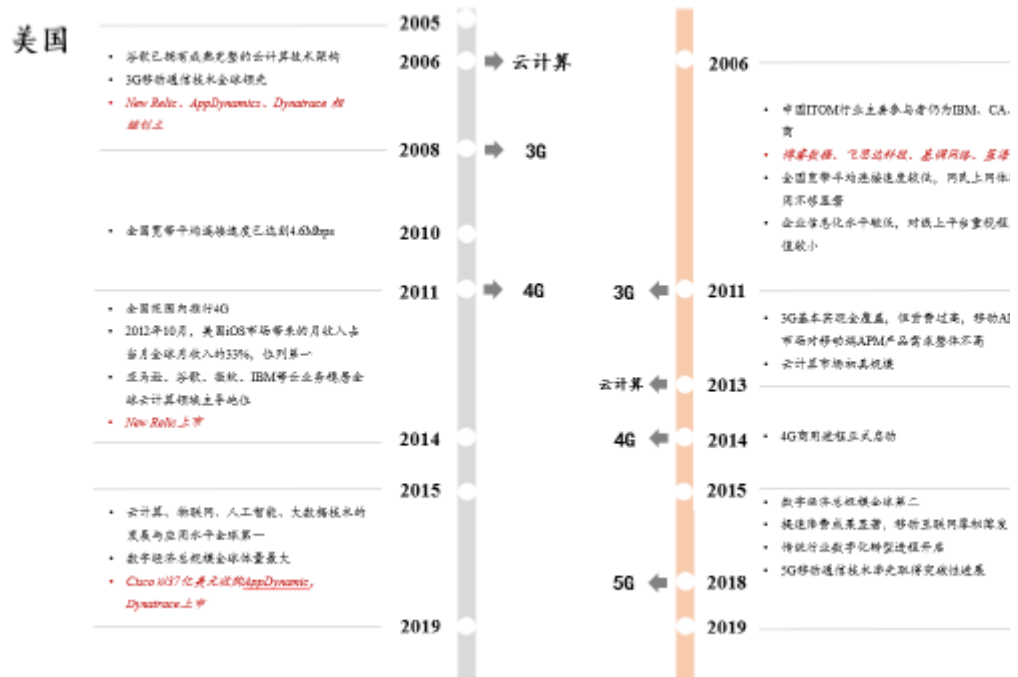 美国
2005
2006
云计算
• 谷歌已拥有成熟完整的云计算技术架构
• 3G移动通信技术全球领先
• New Relic、AppDynamics、Dynatrace 相
继创立
2008
3G
2010
• 全国宽带平均连接速度已达到4.6Mbps
2011
4G
• 全国范围内推行4G
• 2012年10月，美国iOS市场带来的月收入占
当月全球月收入的33%，位列第一
• 亚马逊、谷歌、微软、IBM等云业务稳居全
球云计算领域主导地位
• New Relic上市
2014
2015
• 云计算、物联网、人工智能、大数据技术的
发展与应用水平全球第一
• 数字经济总规模全球体量最大
• Cisco以37亿美元收购AppDynamic，
Dynatrace上市
2019
2006
• 中国ITOM行业主要参与者仍为IBM、CA、
商
• 博睿数据、飞思达科技、基调网络、蓝
• 全国宽带平均连接速度较低，网民上网体
用不够显著
• 企业信息化水平较低，对线上平台重视程
值较小
3G
2011
• 3G基本实现全覆盖，但资费过高，移动AP
市场对移动端APM产品需求整体不高
• 云计算市场初具规模
云计算
2013
4G
2014
• 4G商用进程正式启动
2015
• 数字经济总规模全球第二
• 提速降费成果显著，移动互联网厚积薄发
• 传统行业数字化转型进程开启
• 5G移动通信技术率先取得突破性进展
5G
2018
2019